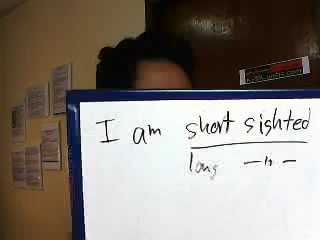 I am short sighted
long — " —